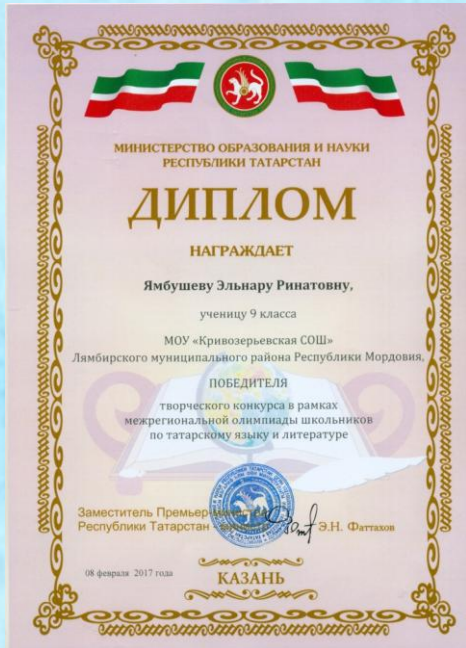 МИНИСТЕРСТВО ОБРАЗОВАНИЯ И НАУКИ
РЕСПУБЛИКИ ТАТАРСТАН
ДИПЛОМ
НАГРАЖДАЕТ
Ямбушеву Эльнару Ринатовну,
ученицу 9 класса
МОУ «Кривозерьевская СОШ»
Лямбирского муниципального района Республики Мордовия,
ПОБЕДИТЕЛЯ
творческого конкурса в рамках
межрегиональной олимпиады школьников
по татарскому языку и литературе
Заместитель Премьер-
Республики Татарстан - Э.Н. Фаттахов
08 февраля 2017 года
КАЗАНЬ